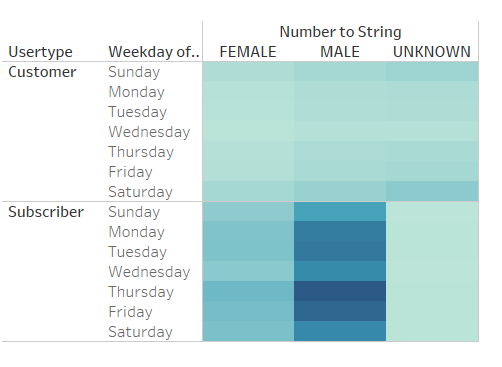 Number to String
Usertype Weekday of.. FEMALE MALE UNKNOWN
Customer Sunday
Monday
Tuesday
Wednesday
Thursday
Friday
Saturday
Subscriber Sunday
Monday
Tuesday
Wednesday
Thursday
Friday
Saturday